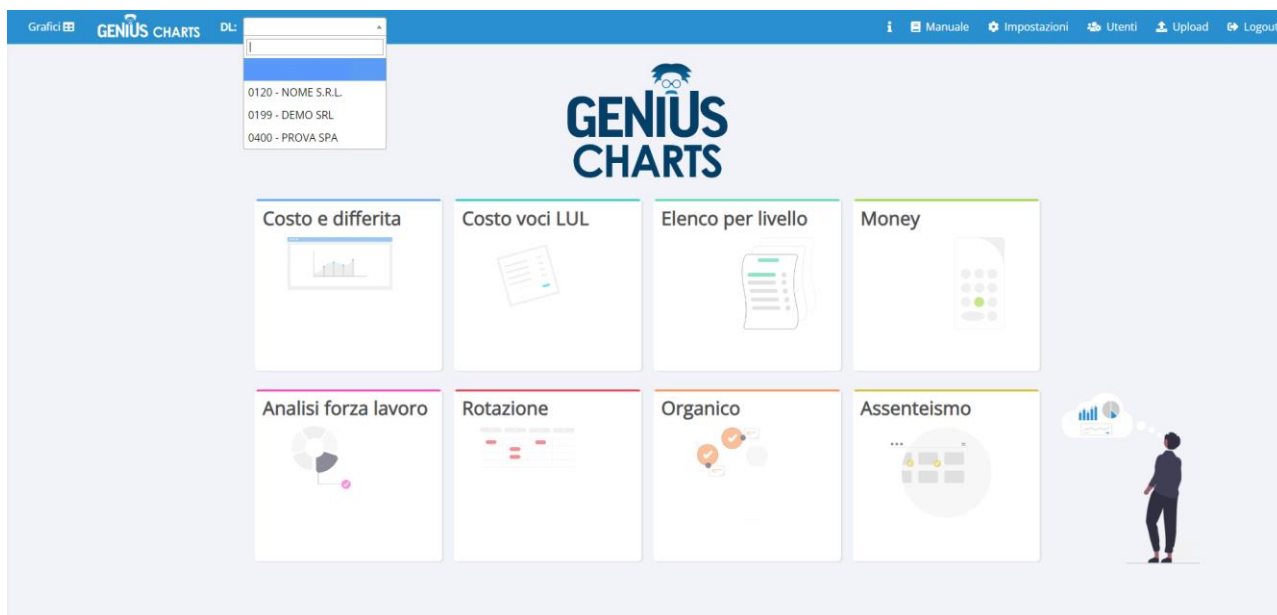 Grafici GENIUS CHARTS DL: i Manuale Impostazioni Utenti Upload Logout
0120 - NOME S.R.L.
0199 - DEMO SRL
0400 - PROVA SPA
GENIUS
CHARTS
Costo e differita Costo voci LUL Elenco per livello Money
Analisi forza lavoro Rotazione Organico Assenteismo